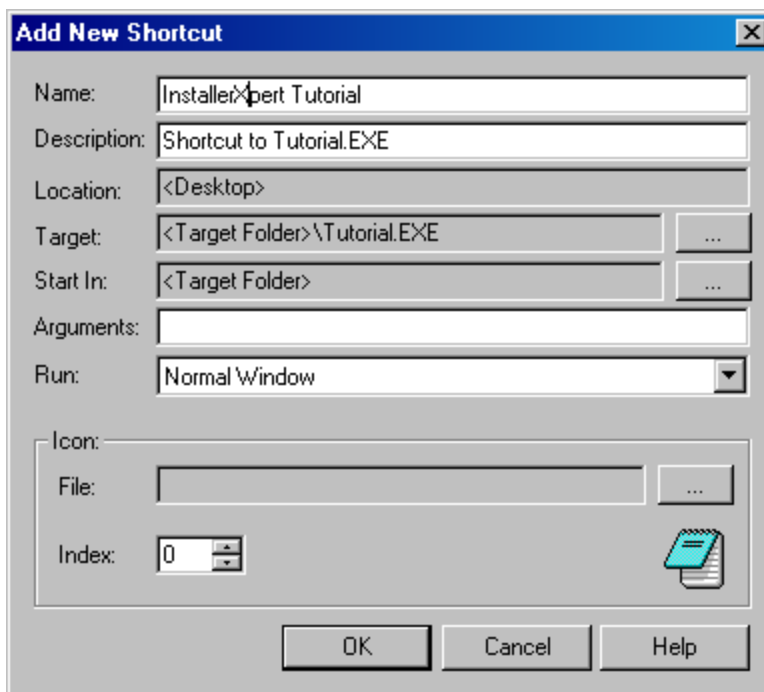 Add New Shortcut
Name: InstallerXpert Tutorial
Description: Shortcut to Tutorial.EXE
Location: <Desktop>
Target: <Target Folder>\Tutorial.EXE ...
Start In: <Target Folder> ...
Arguments:
Run: Normal Window
Icon:
File: ...
Index: 0
OK Cancel Help